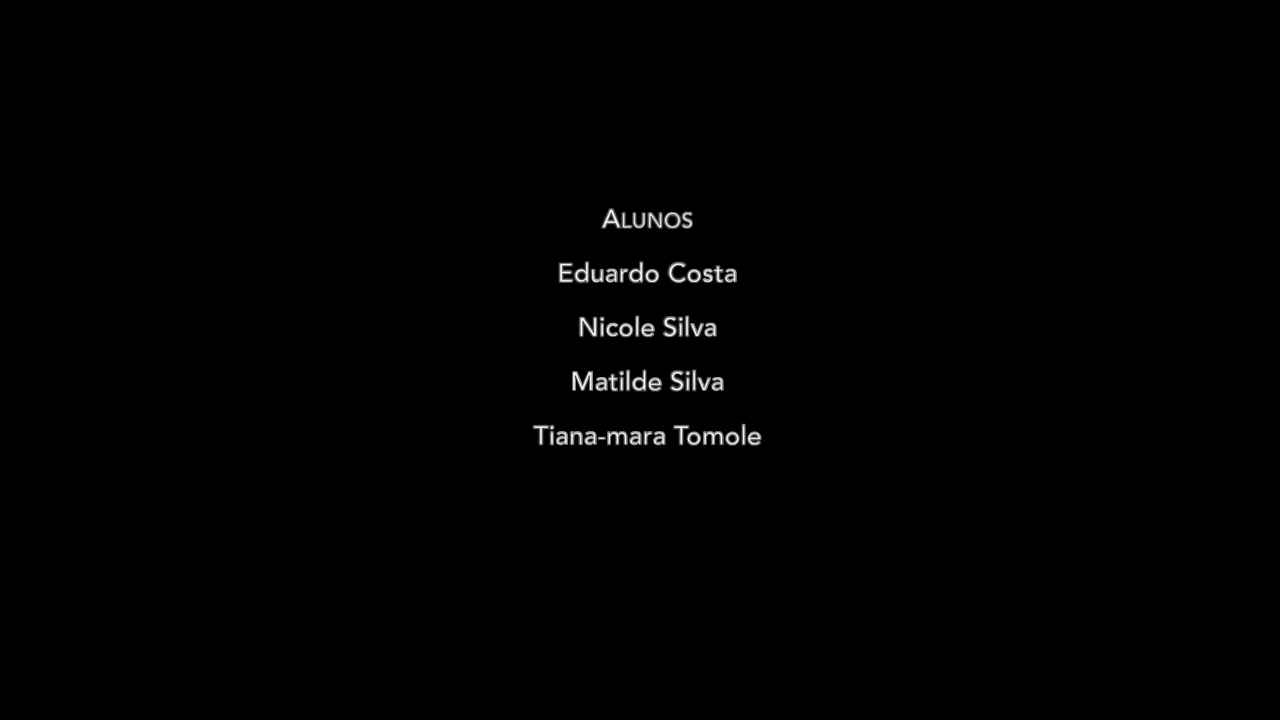 ALUNOS
Eduardo Costa
Nicole Silva
Matilde Silva
Tiana-mara Tomole